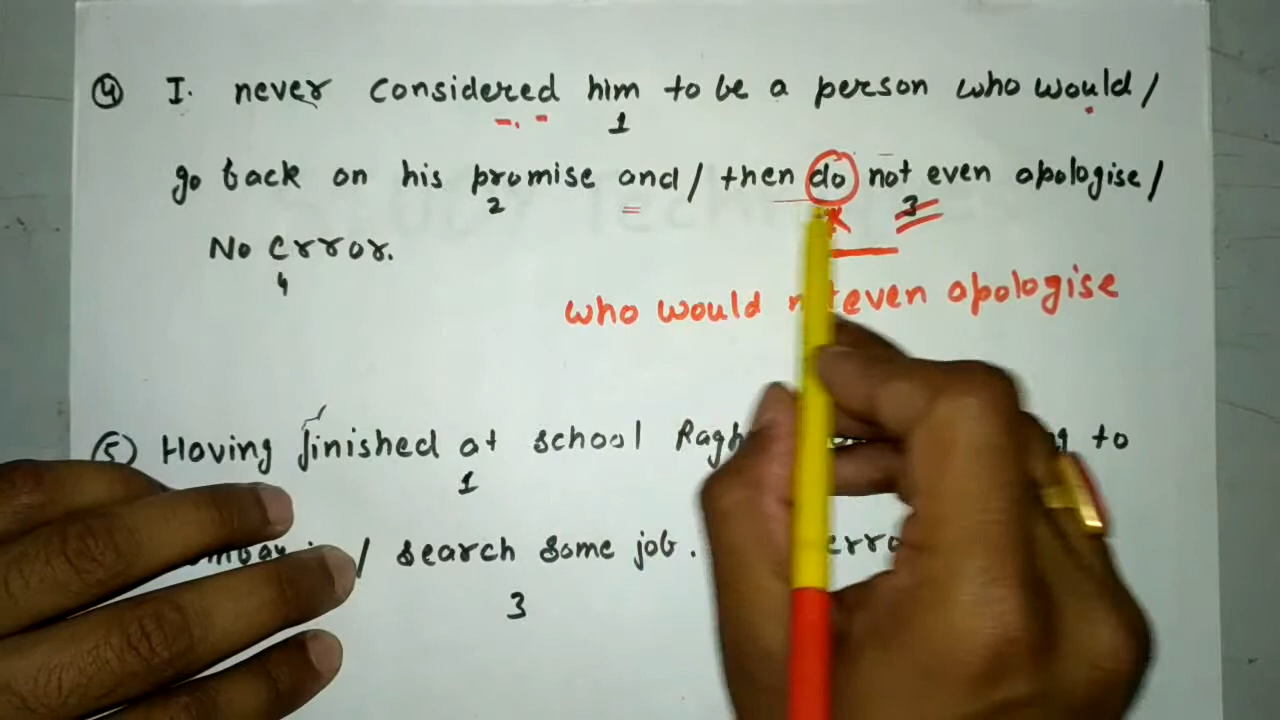 ④ I. never considered him to be a person who would /
1
go back on his promise and / then do not even apologise /
2 3
No error.
4
who would even apologise
⑤ Having finished at school to
1
/ search some job.
3